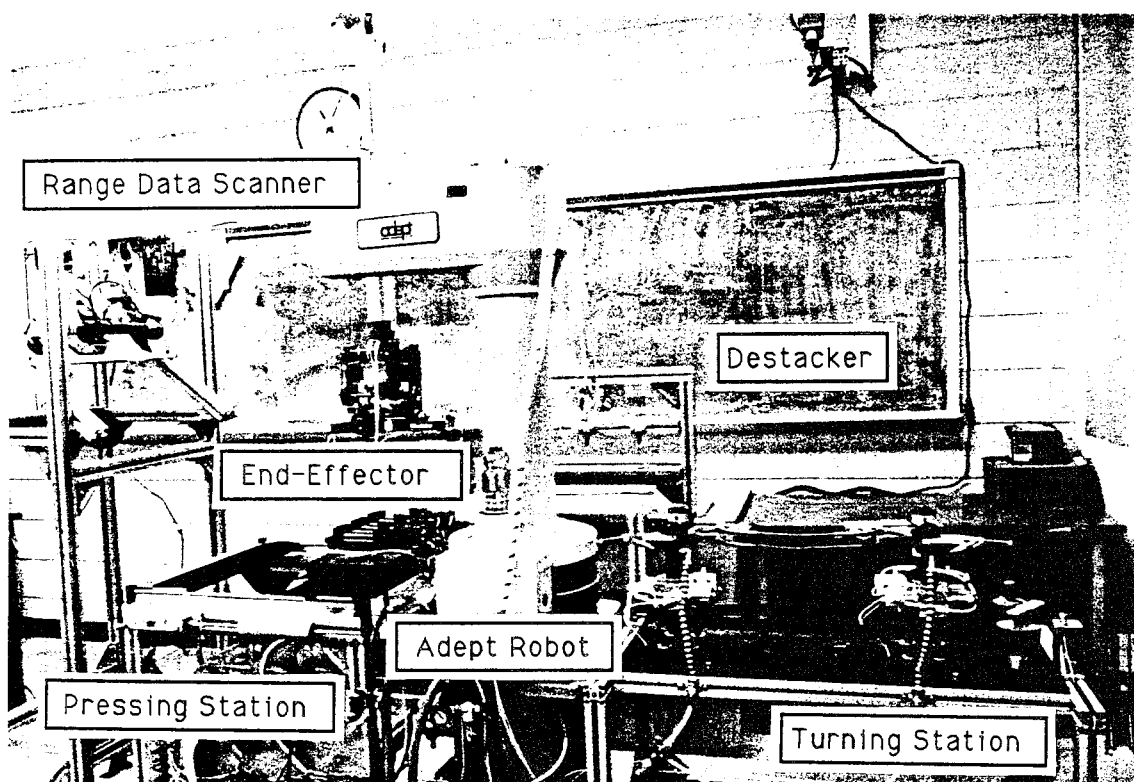 Range Data Scanner
adept
Destacker
End-Effector
Adept Robot
Pressing Station
Turning Station